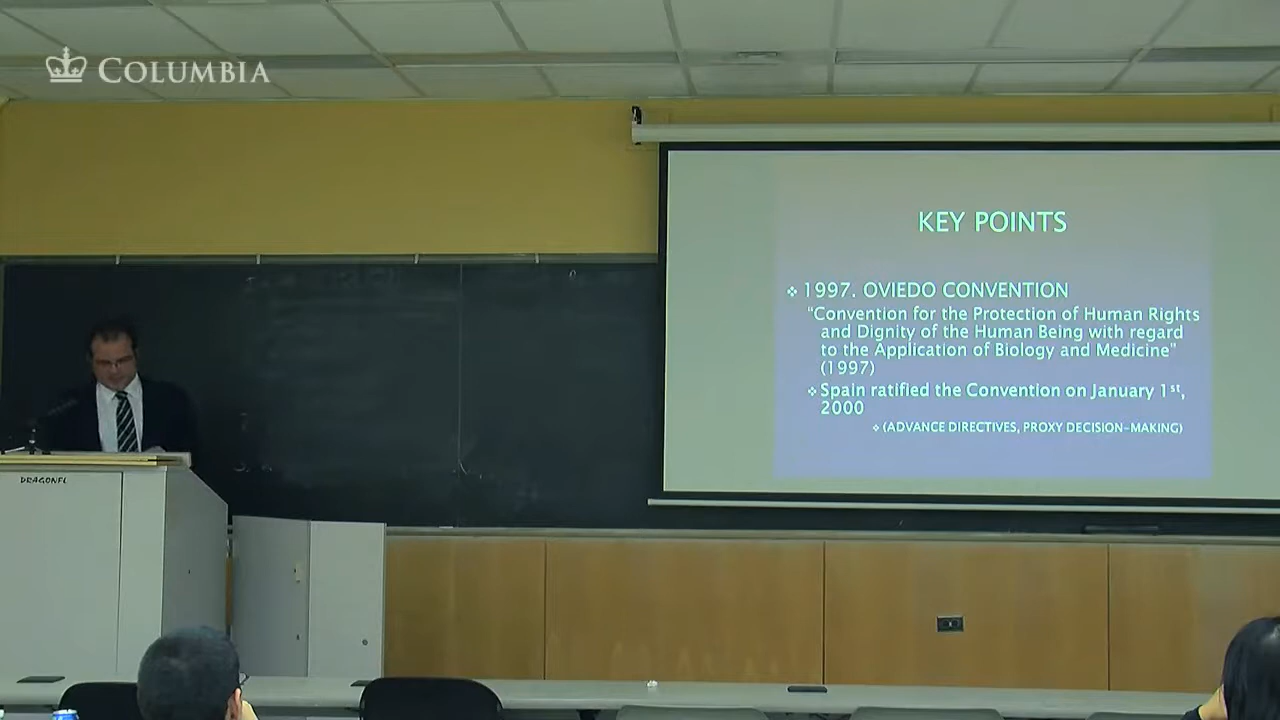 COLUMBIA
KEY POINTS
❖ 1997. OVIEDO CONVENTION
"Convention for the Protection of Human Rights
and Dignity of the Human Being with regard
to the Application of Biology and Medicine"
(1997)
❖ Spain ratified the Convention on January 1st,
2000
❖ (ADVANCE DIRECTIVES, PROXY DECISION-MAKING)
DRAGONFL